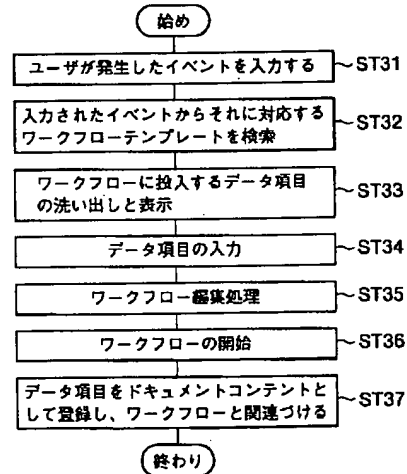 始め
ユーザが発生したイベントを入力する
ST31
入力されたイベントからそれに対応する
ワークフローテンプレートを検索
ST32
ワークフローに投入するデータ項目
の洗い出しと表示
ST33
データ項目の入力
ST34
ワークフロー編集処理
ST35
ワークフローの開始
ST36
データ項目をドキュメントコンテントと
して登録し、ワークフローと関連づける
ST37
終わり